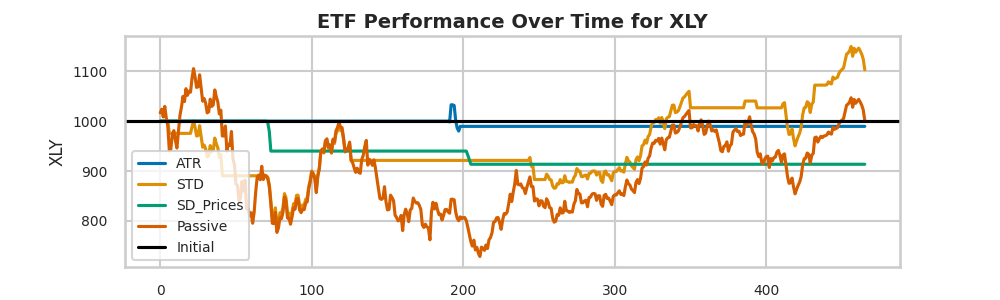 ETF Performance Over Time for XLY
XLY
1100
1000
900
800
ATR
STD
SD_Prices
Passive
Initial
0
100
200
300
400